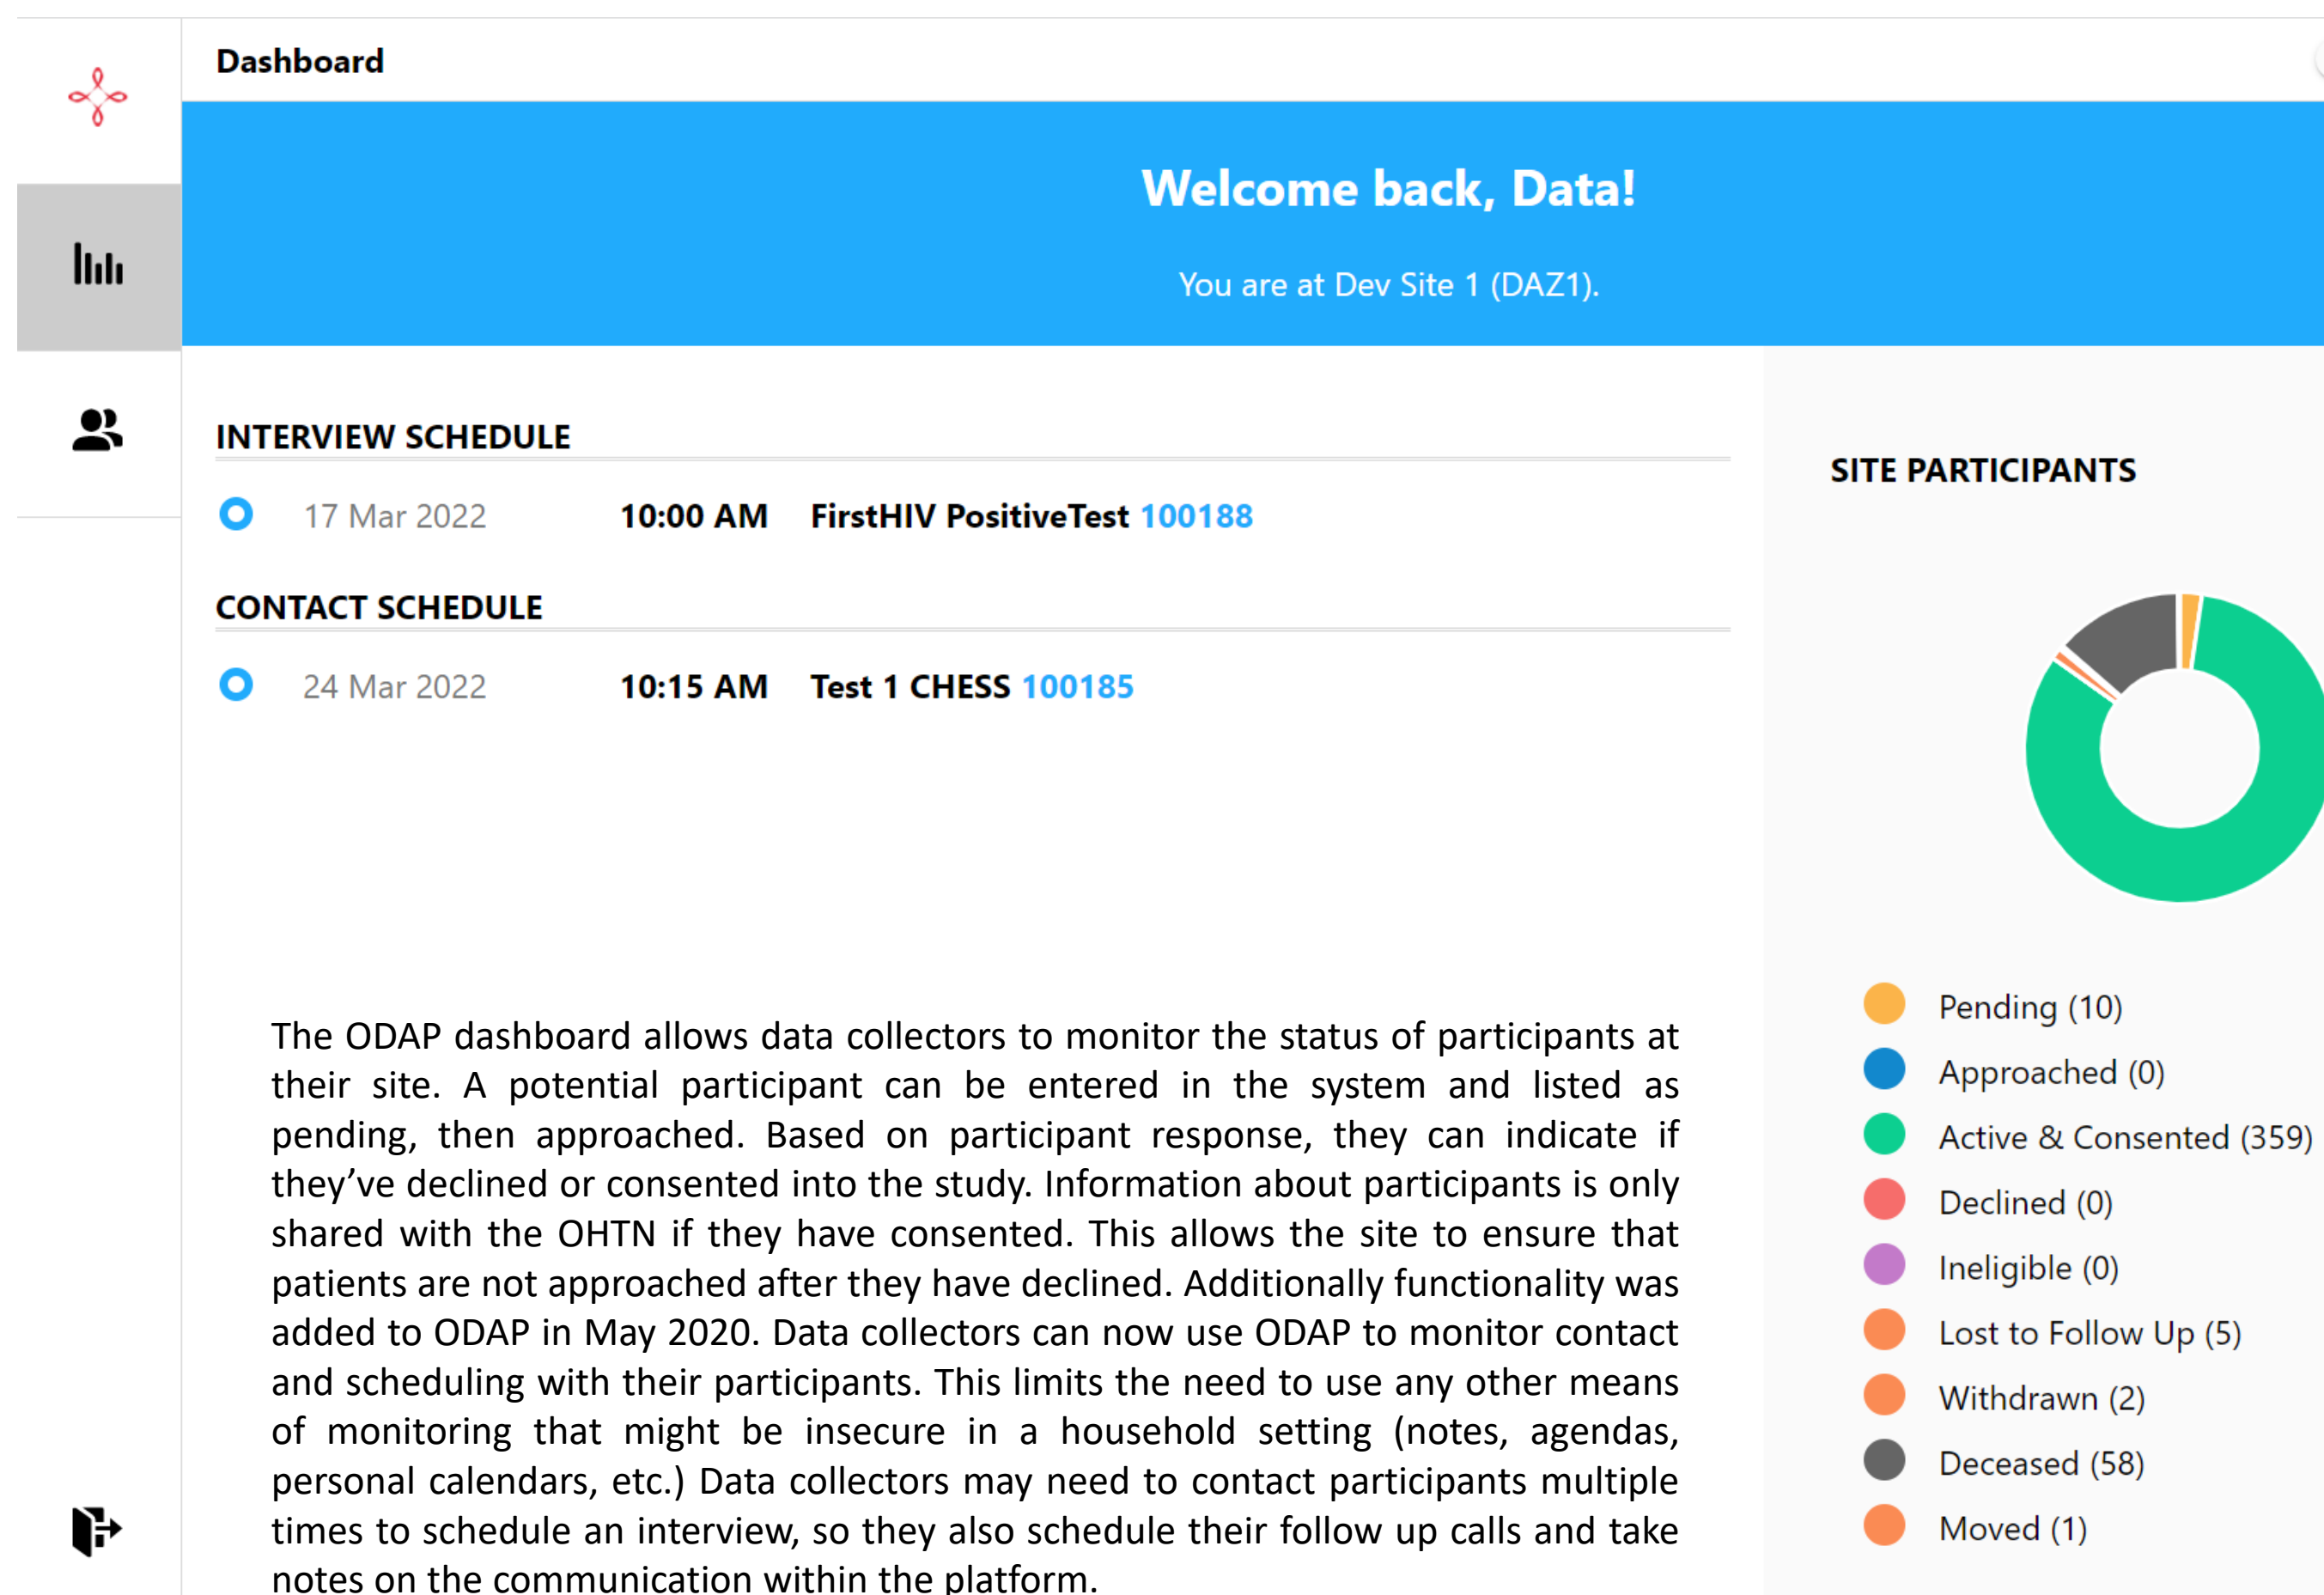 Dashboard
Welcome back, Data!
You are at Dev Site 1 (DAZ1).
INTERVIEW SCHEDULE
17 Mar 2022 10:00 AM FirstHIV PositiveTest 100188
CONTACT SCHEDULE
24 Mar 2022 10:15 AM Test 1 CHESS 100185
The ODAP dashboard allows data collectors to monitor the status of participants at
their site. A potential participant can be entered in the system and listed as
pending, then approached. Based on participant response, they can indicate if
they’ve declined or consented into the study. Information about participants is only
shared with the OHTN if they have consented. This allows the site to ensure that
patients are not approached after they have declined. Additionally functionality was
added to ODAP in May 2020. Data collectors can now use ODAP to monitor contact
and scheduling with their participants. This limits the need to use any other means
of monitoring that might be insecure in a household setting (notes, agendas,
personal calendars, etc.) Data collectors may need to contact participants multiple
times to schedule an interview, so they also schedule their follow up calls and take
notes on the communication within the platform.
SITE PARTICIPANTS
Pending (10)
Approached (0)
Active & Consented (359)
Declined (0)
Ineligible (0)
Lost to Follow Up (5)
Withdrawn (2)
Deceased (58)
Moved (1)